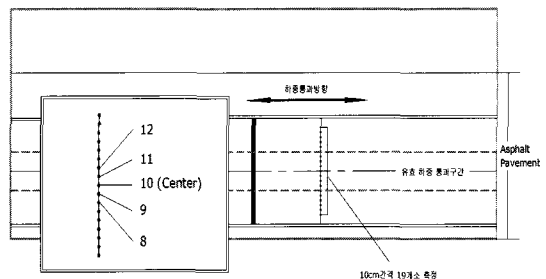 하중통과방향
12
11
10 (Center)
9
8
Asphalt
Pavement
유효 하중 통과구간
10cm간격 19개소 측정